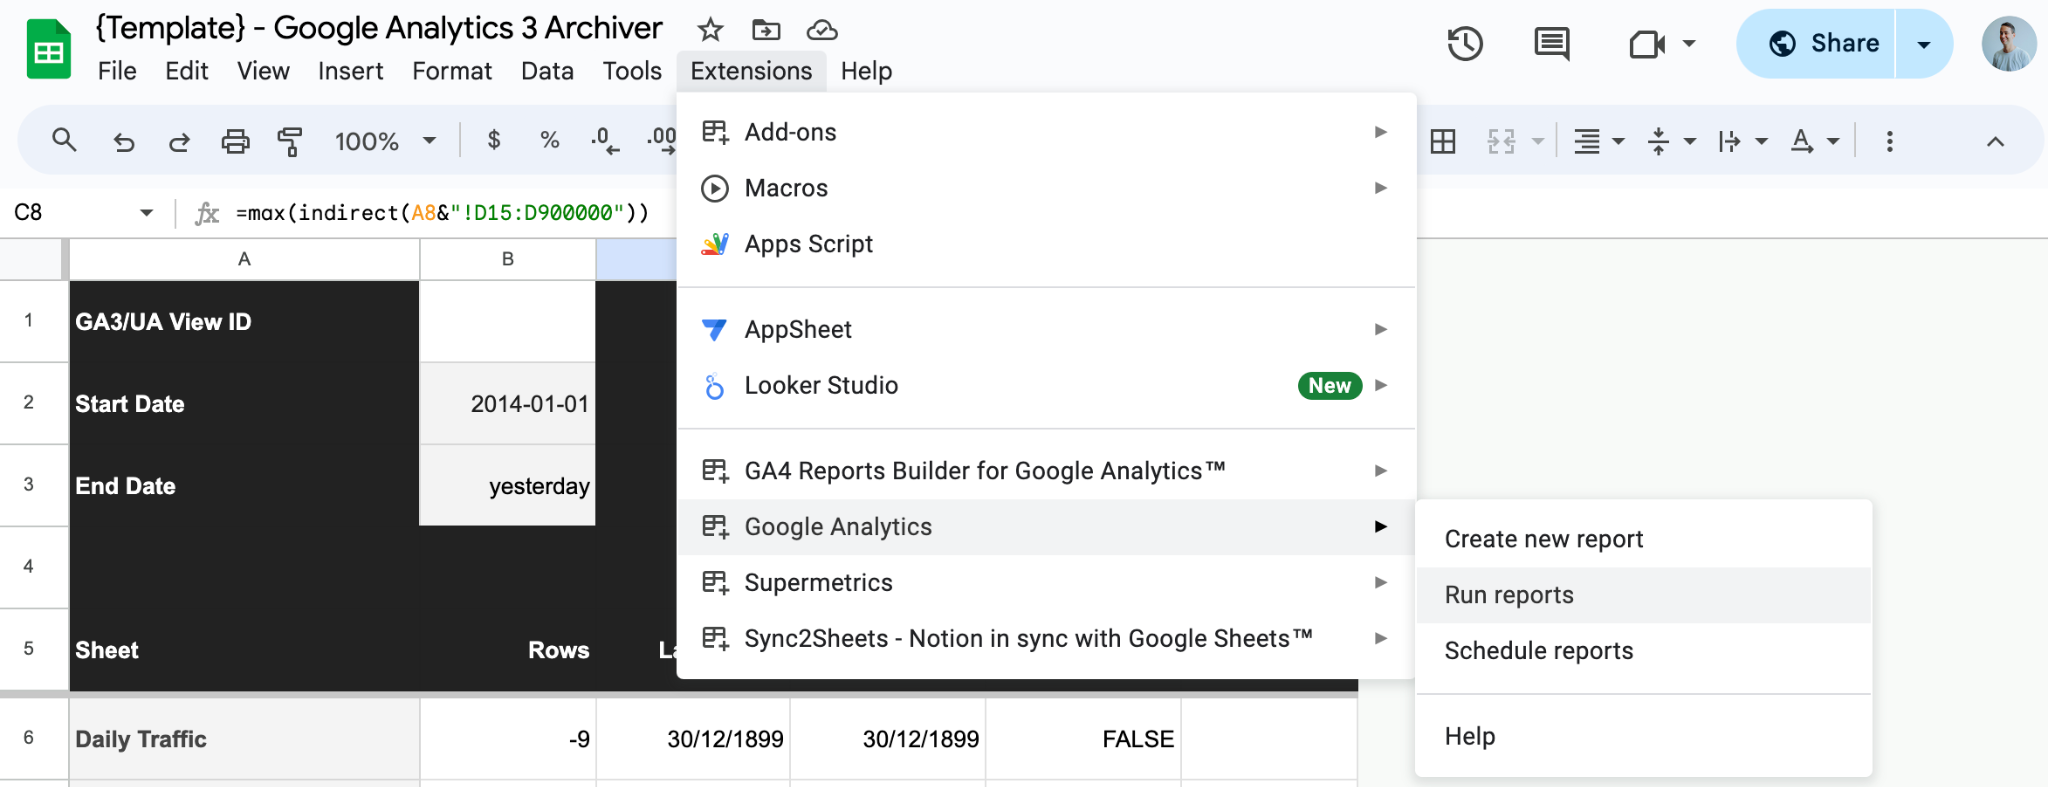 {Template} - Google Analytics 3 Archiver
File Edit View Insert Format Data Tools Extensions Help
Share
100% $ % .0 .00
Add-ons
Macros
Apps Script
AppSheet
Looker Studio New
GA4 Reports Builder for Google Analytics™
Google Analytics
Supermetrics
Sync2Sheets - Notion in sync with Google Sheets™
Create new report
Run reports
Schedule reports
Help
C8 fx =max(indirect(A8&"!D15:D900000"))
A B
1 GA3/UA View ID
2 Start Date 2014-01-01
3 End Date yesterday
4
5 Sheet Rows
6 Daily Traffic -9 30/12/1899 30/12/1899 FALSE